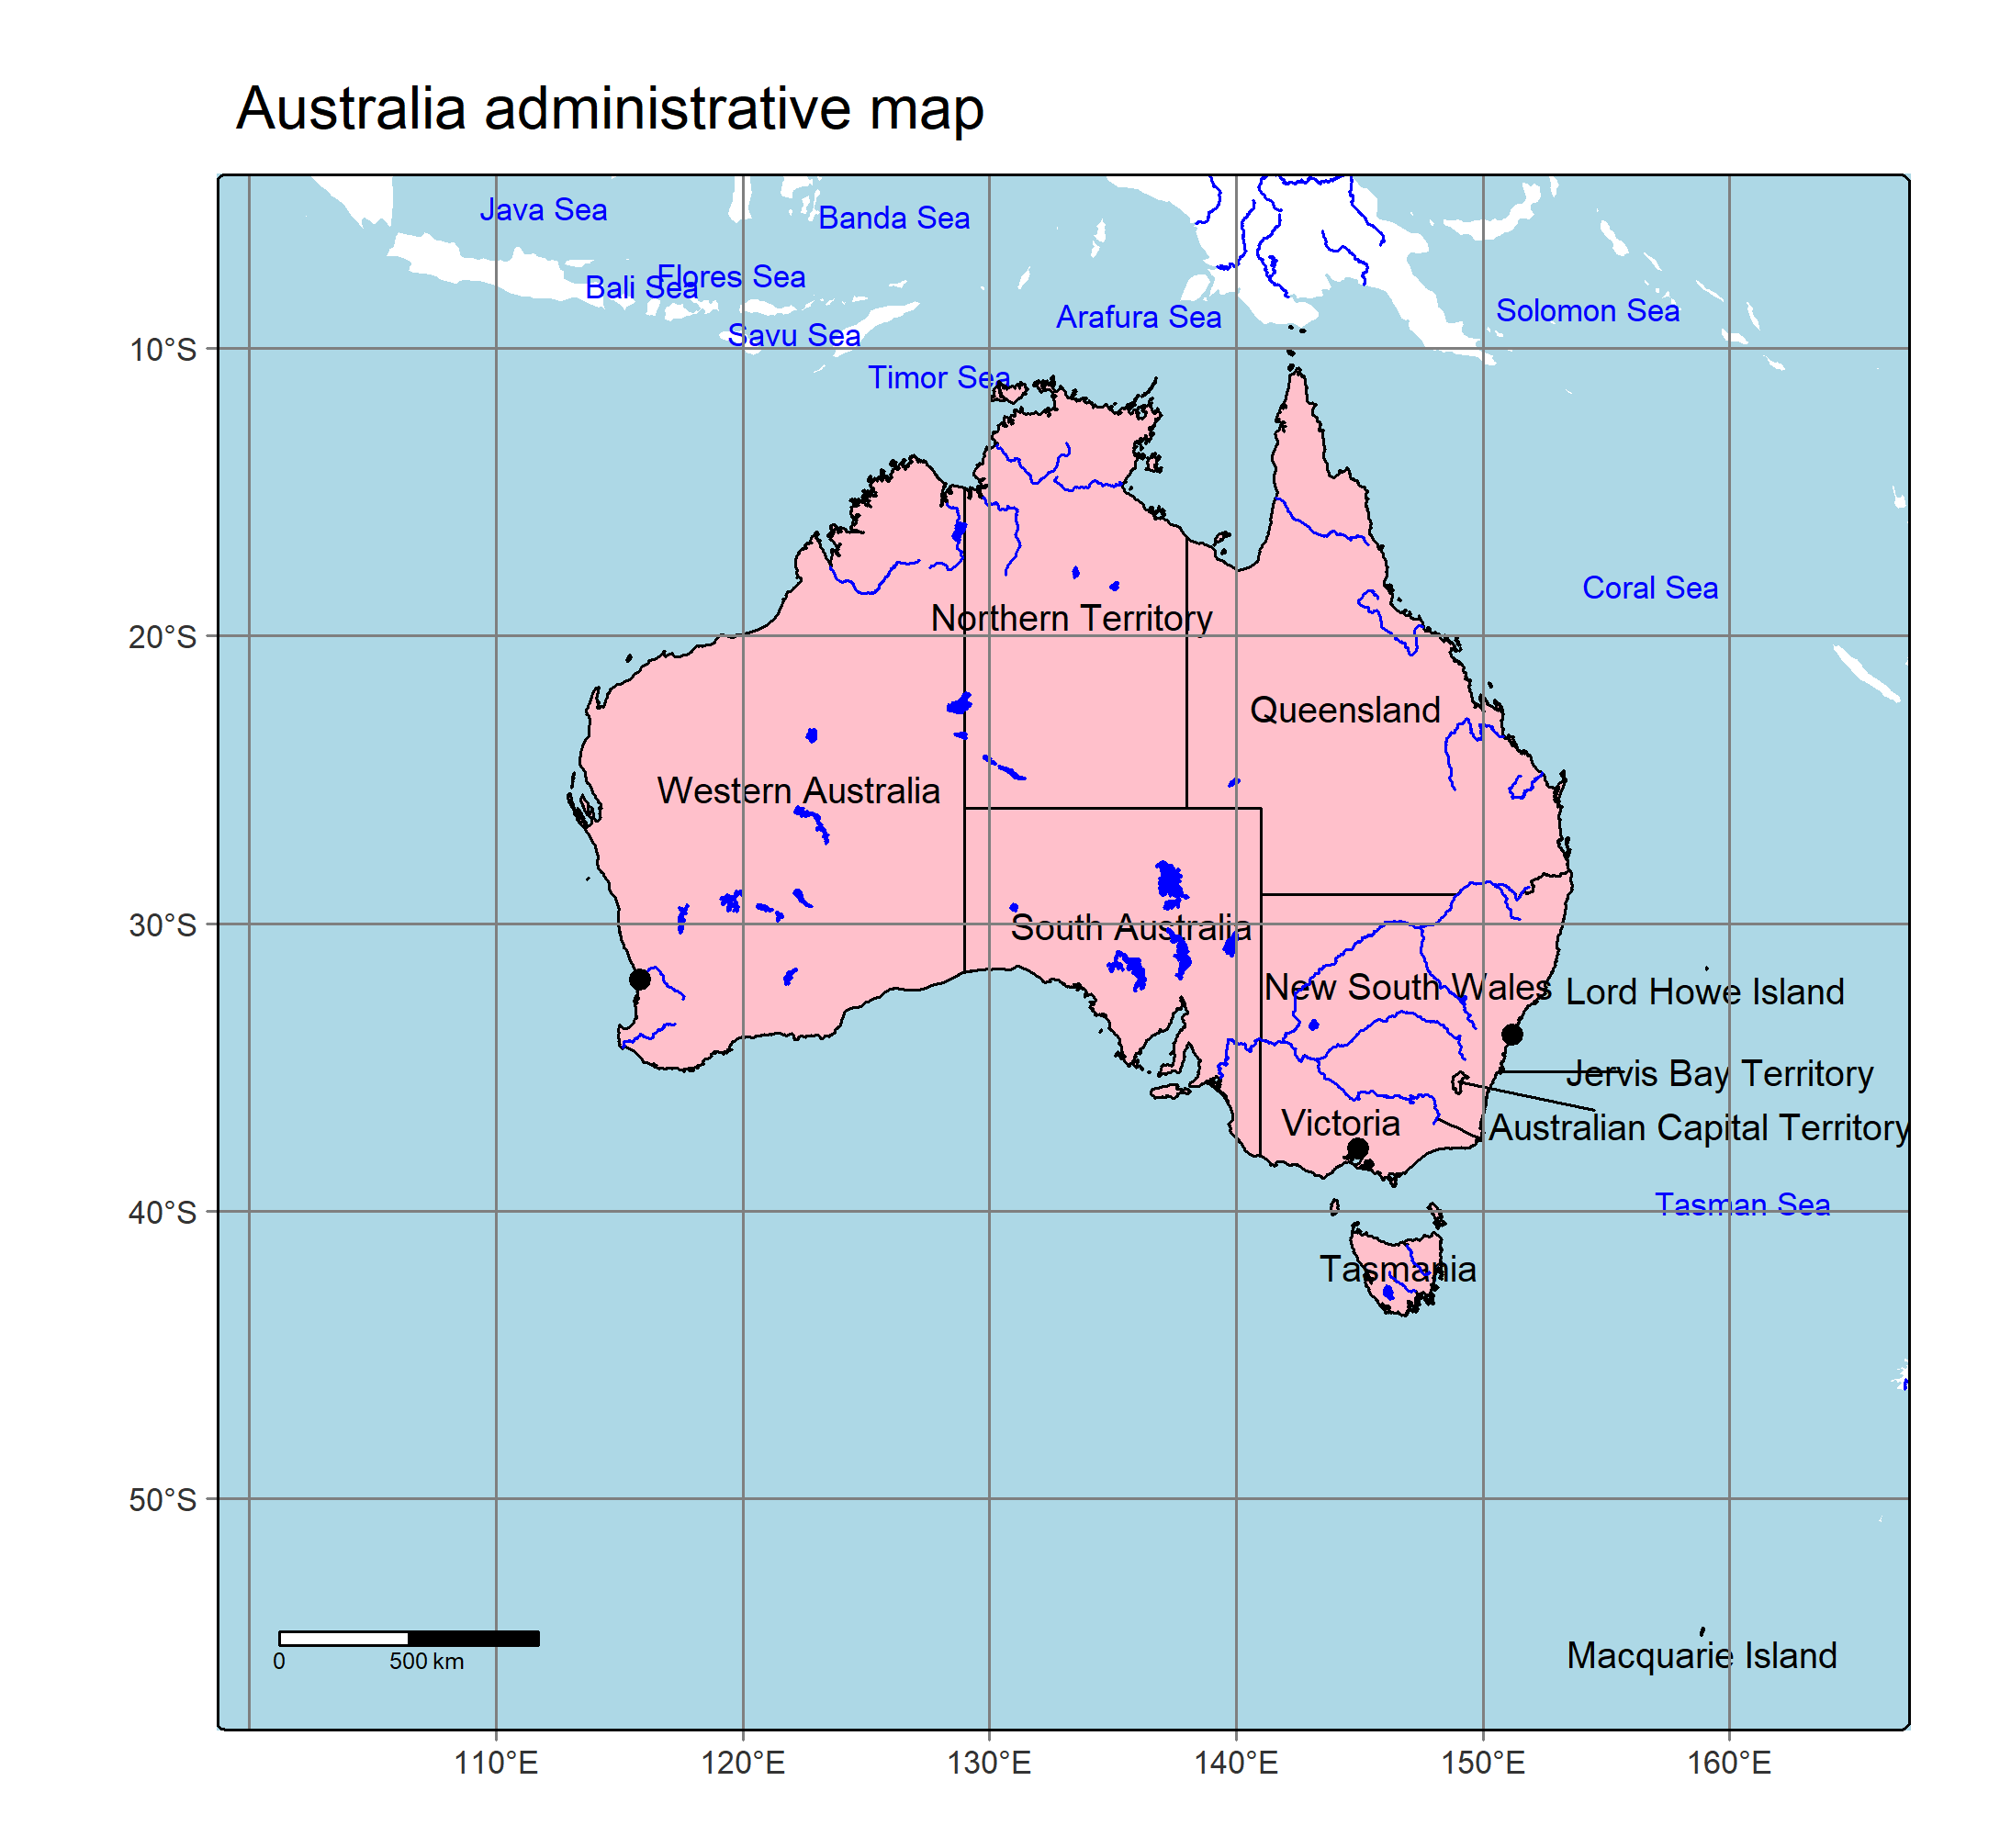 Australia administrative map
Java Sea
Banda Sea
Flores Sea
Bali Sea
Solomon Sea
Arafura Sea
Savu Sea
10°S
Timor Sea
Coral Sea
Northern Territory
20°S
Queensland
Western Australia
30°S
South Australia
New South Wales
Lord Howe Island
Jervis Bay Territory
Victoria
Australian Capital Territory
Tasman Sea
40°S
Tasmania
50°S
Macquarie Island
0
500 km
110°E
120°E
130°E
140°E
150°E
160°E